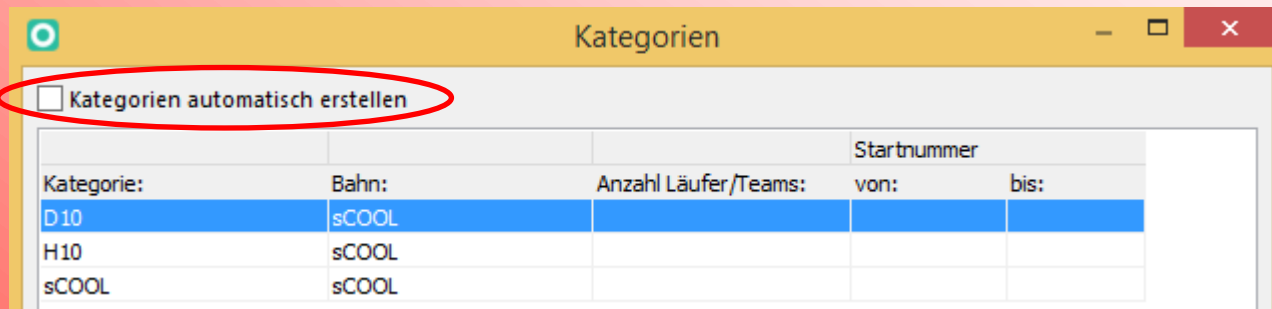 Kategorien
Kategorien automatisch erstellen
Startnummer
Kategorie: Bahn: Anzahl Läufer/Teams: von: bis:
D10 sCOOL
H10 sCOOL
sCOOL sCOOL